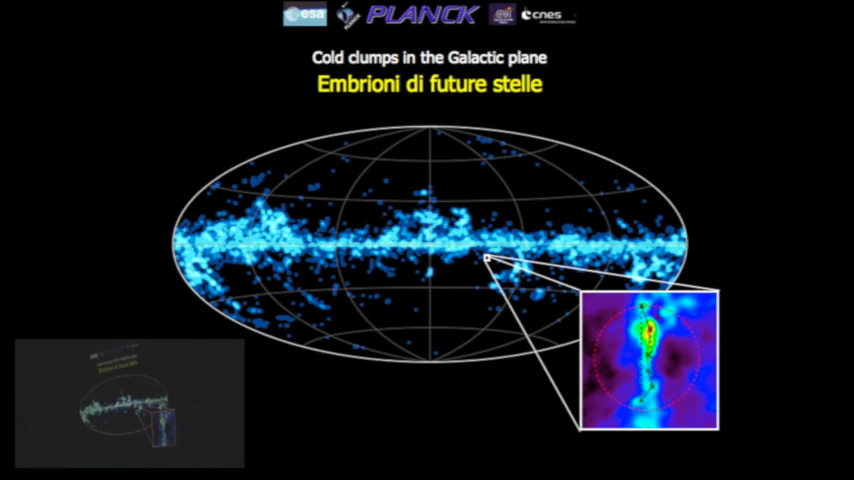 esa
PLANCK
cnes
Cold clumps in the Galactic plane
Embrioni di future stelle